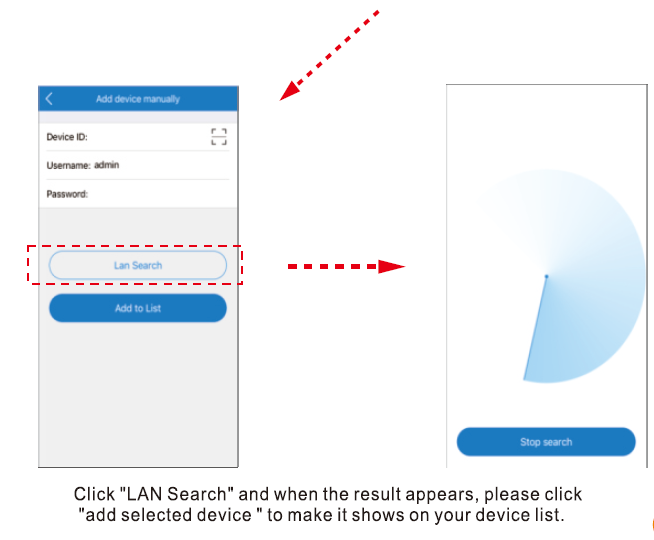 Add device manually
Device ID:
Username: admin
Password:
Lan Search
Add to List
Stop search
Click "LAN Search" and when the result appears, please click
"add selected device " to make it shows on your device list.